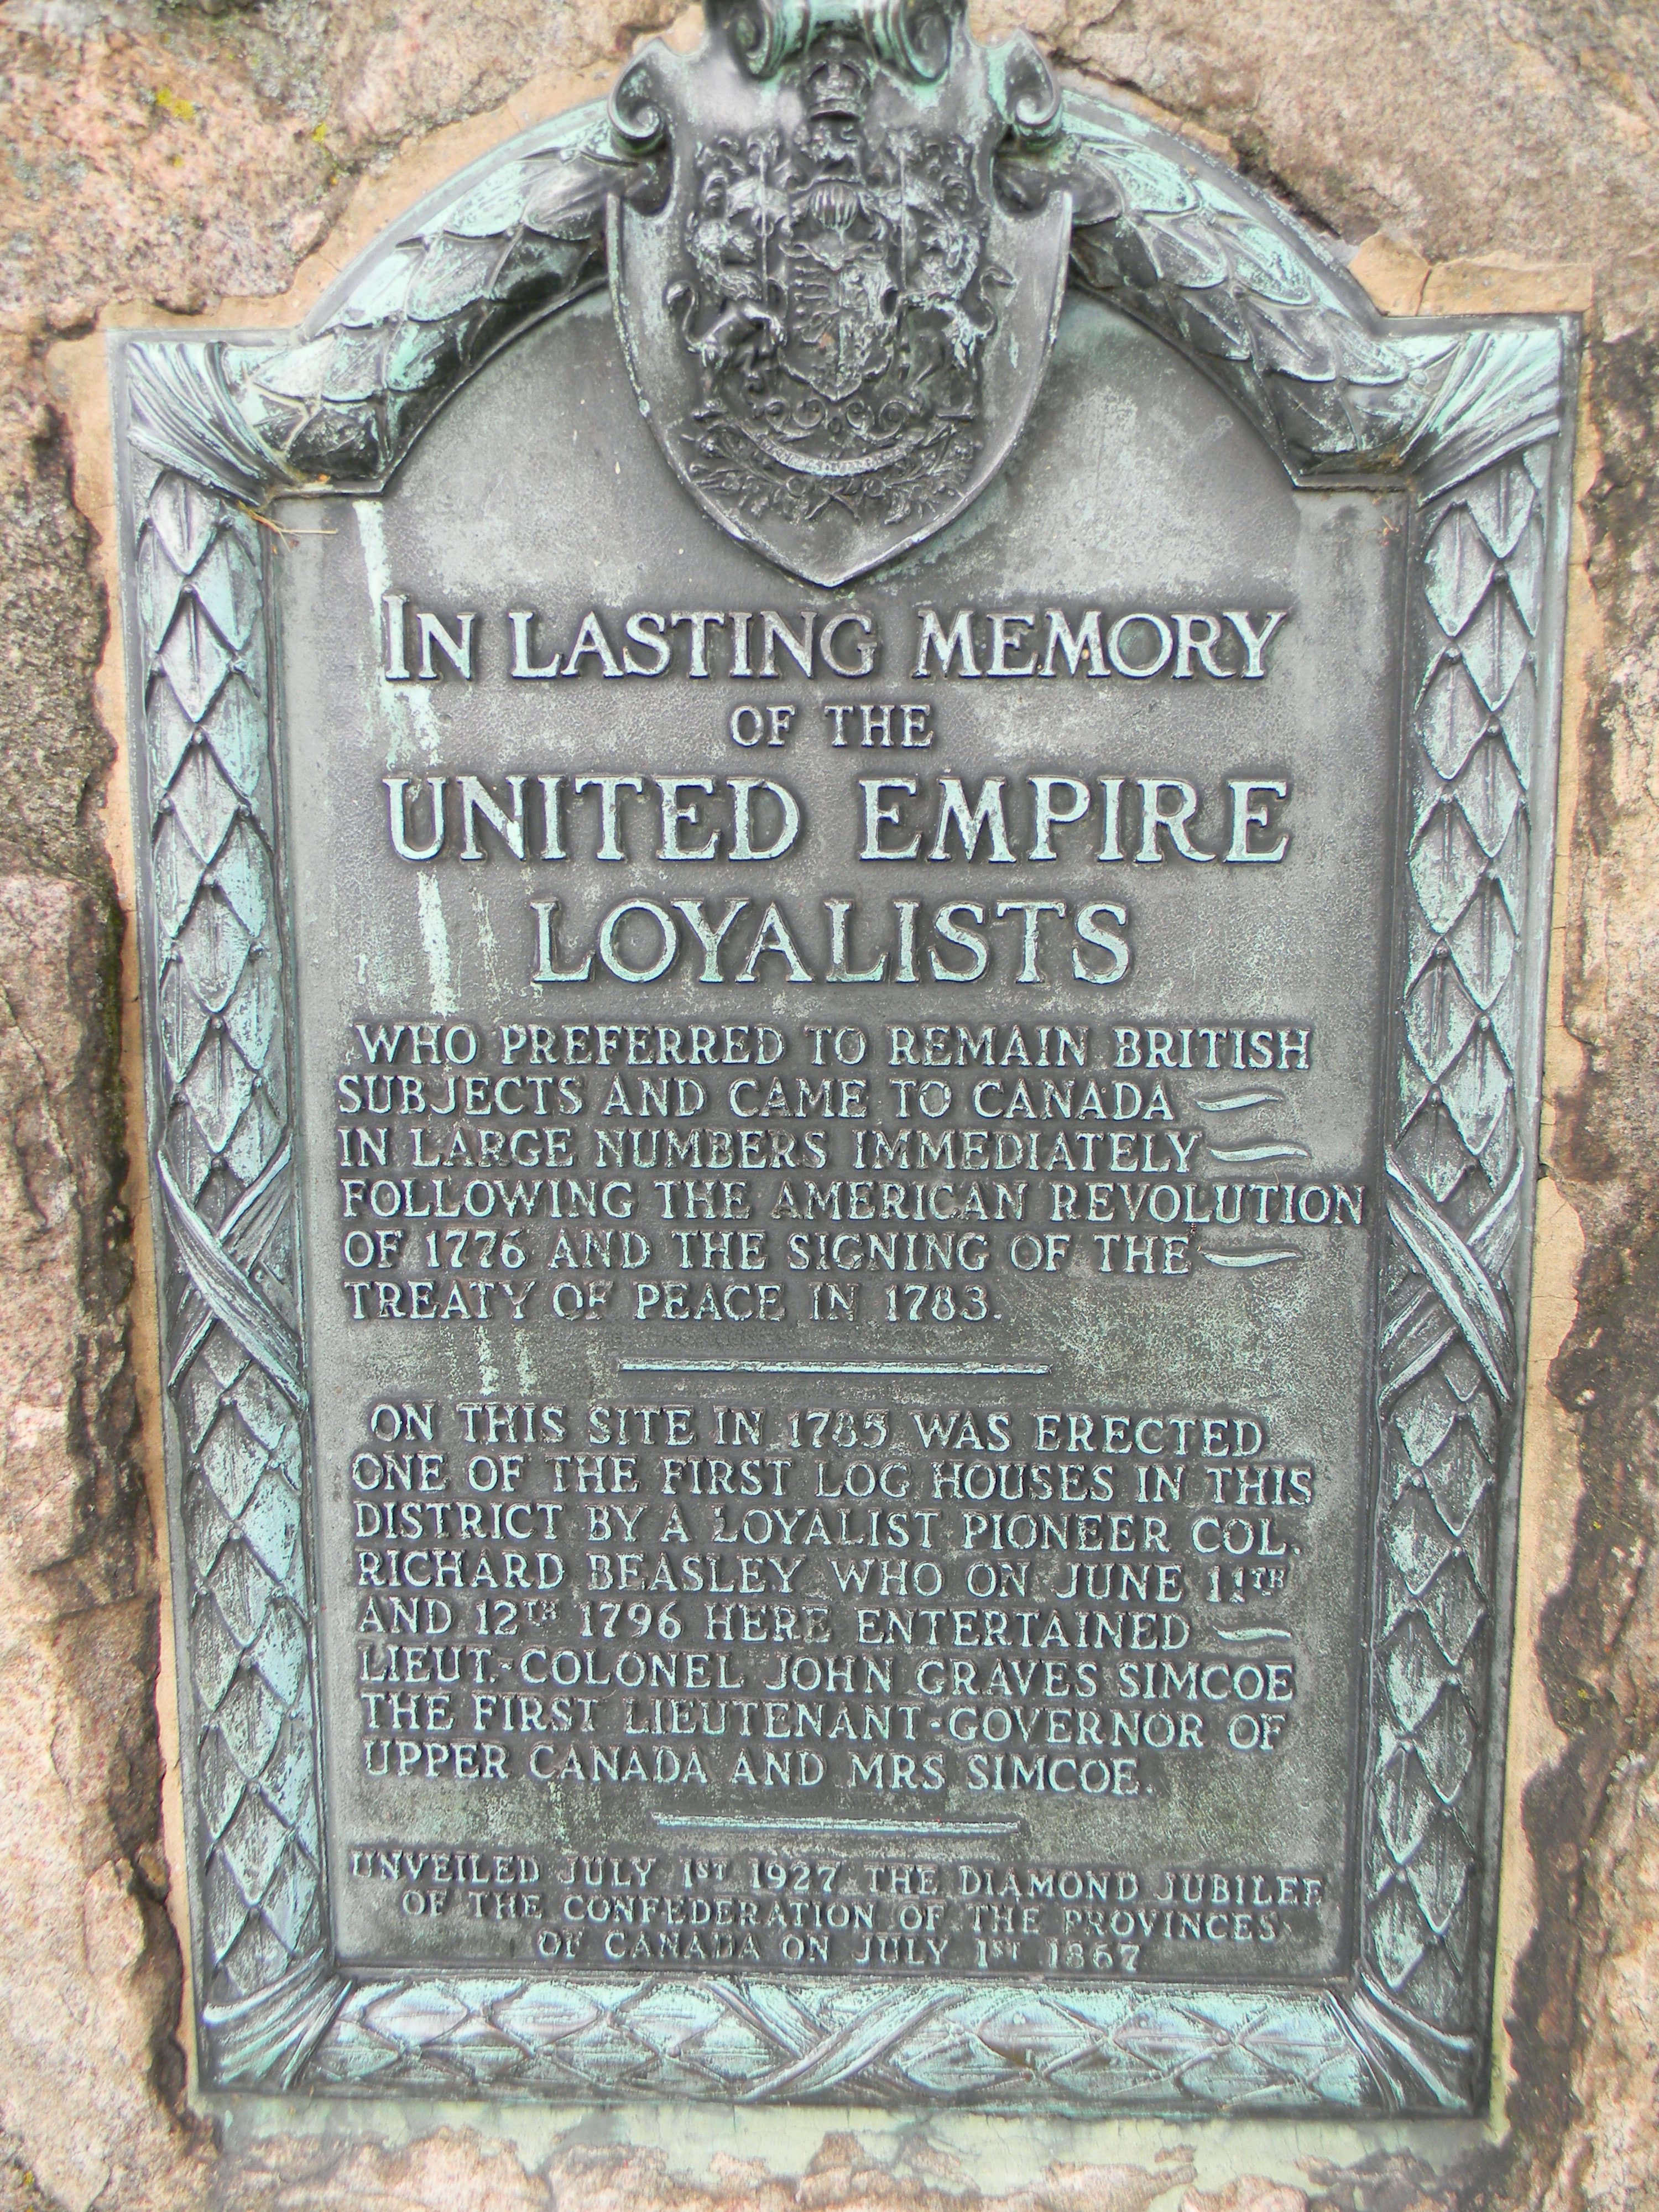 IN LASTING MEMORY
OF THE
UNITED EMPIRE
LOYALISTS
WHO PREFERRED TO REMAIN BRITISH
SUBJECTS AND CAME TO CANADA
IN LARGE NUMBERS IMMEDIATELY
FOLLOWING THE AMERICAN REVOLUTION
OF 1776 AND THE SIGNING OF THE
TREATY OF PEACE IN 1783.
ON THIS SITE IN 1785 WAS ERECTED
ONE OF THE FIRST LOG HOUSES IN THIS
DISTRICT BY A LOYALIST PIONEER COL.
RICHARD BEASLEY WHO ON JUNE 11TH
AND 12TH 1796 HERE ENTERTAINED
LIEUT.-COLONEL JOHN GRAVES SIMCOE
THE FIRST LIEUTENANT-GOVERNOR OF
UPPER CANADA AND MRS SIMCOE.
UNVEILED JULY 1ST 1927 THE DIAMOND JUBILEE
OF THE CONFEDERATION OF THE PROVINCES
OF CANADA ON JULY 1ST 1867